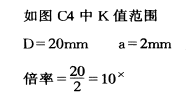 如图 C4 中 K 值范围
D=20mm a=2mm
倍率=20/2=10×